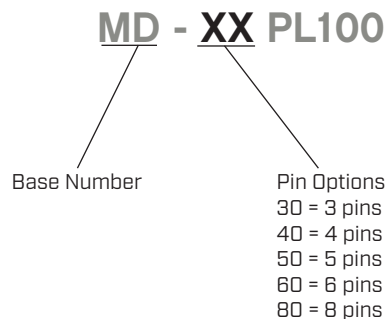 MD - XX PL100
Base Number
Pin Options
30 = 3 pins
40 = 4 pins
50 = 5 pins
60 = 6 pins
80 = 8 pins